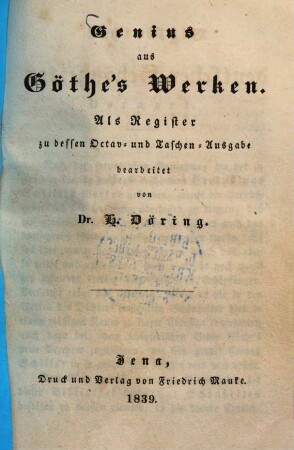 Genius
aus
Göthe's Werken.
Als Register
zu dessen Octav- und Taschen-Ausgabe
bearbeitet
von
Dr. H. Döring.
Jena,
Druck und Verlag von Friedrich Mauke.
1839.